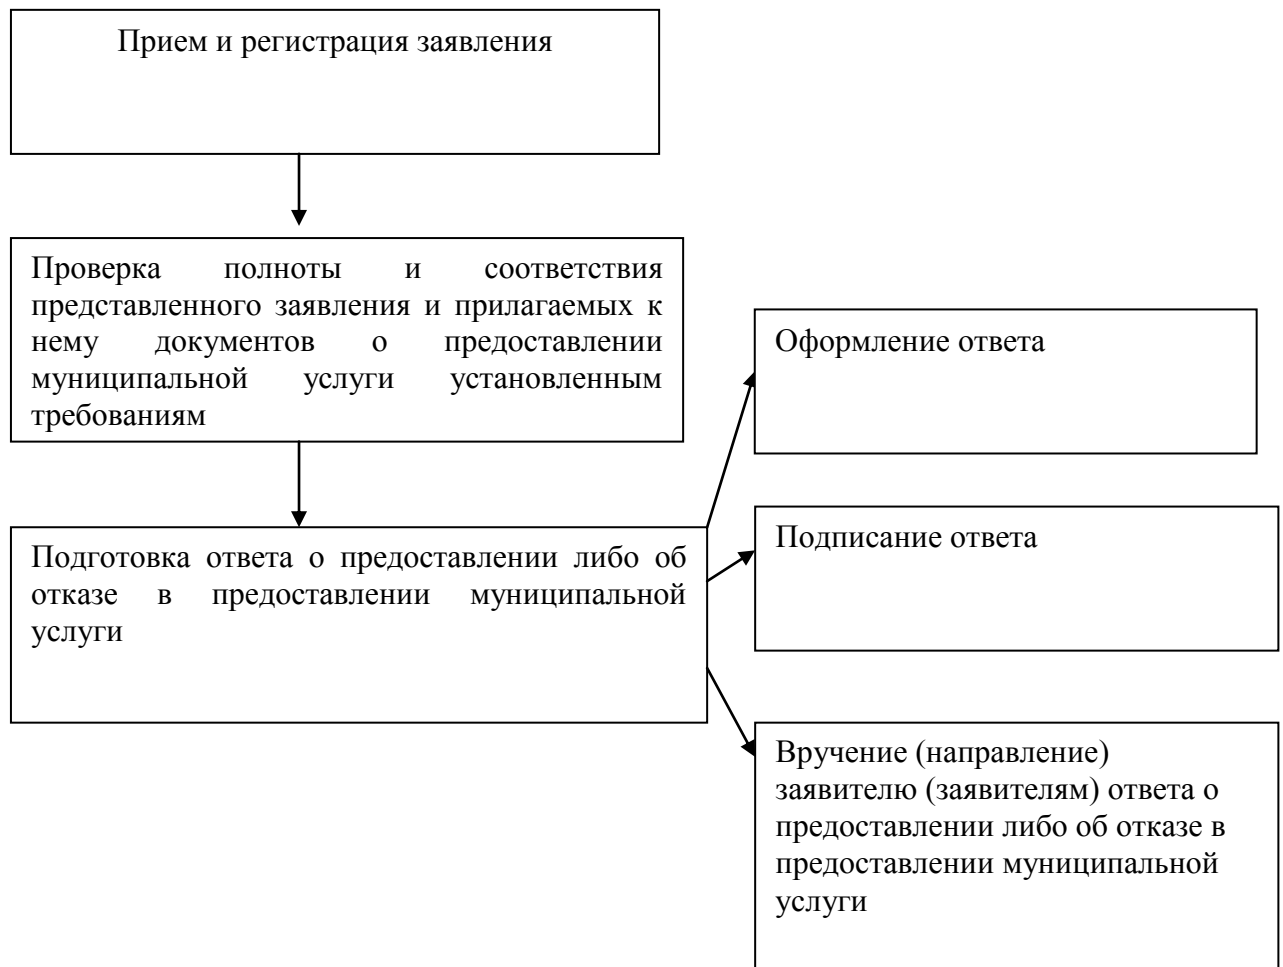 Прием и регистрация заявления
Проверка полноты и соответствия
представленного заявления и прилагаемых к
нему документов о предоставлении
муниципальной услуги установленным
требованиям
Оформление ответа
Подготовка ответа о предоставлении либо об
отказе в предоставлении муниципальной
услуги
Подписание ответа
Вручение (направление)
заявителю (заявителям) ответа о
предоставлении либо об отказе в
предоставлении муниципальной
услуги